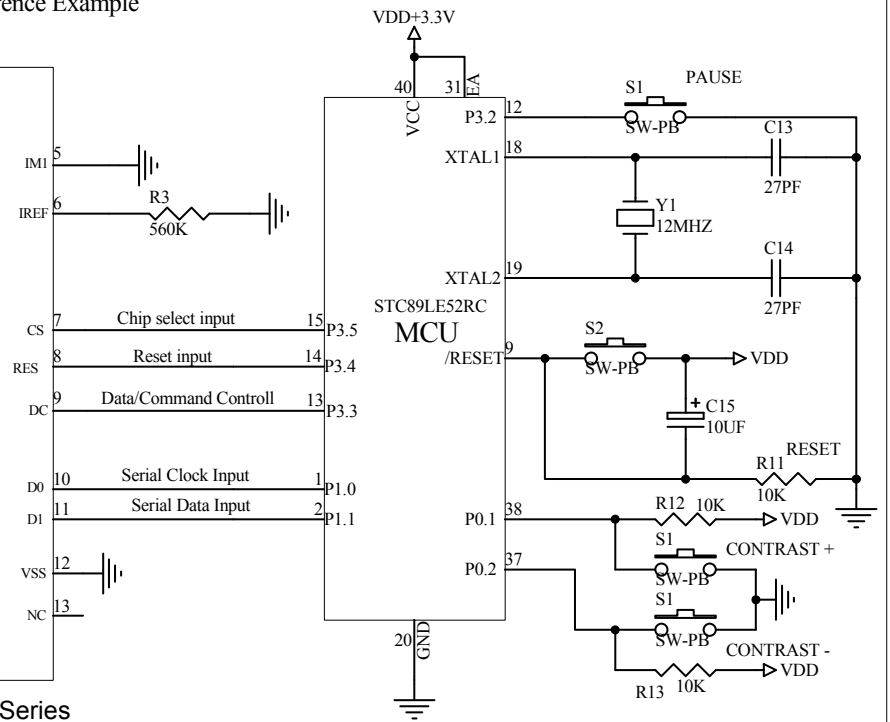 rence Example
VDD+3.3V
40
31
VCC
EA
S1
PAUSE
12
P3.2
SW-PB
C13
5
IM1
18
XTAL1
27PF
6
IREF
R3
560K
Y1
12MHZ
C14
19
XTAL2
27PF
STC89LE52RC
MCU
7
CS
Chip select input
15
P3.5
S2
8
RES
Reset input
14
P3.4
9
/RESET
SW-PB
VDD
9
DC
Data/Command Controll
13
P3.3
+
C15
10UF
RESET
R11
10K
10
D0
Serial Clock Input
1
P1.0
11
D1
Serial Data Input
2
P1.1
38
P0.1
R12
10K
VDD
S1
CONTRAST +
SW-PB
37
P0.2
12
VSS
S1
SW-PB
13
NC
20
GND
CONTRAST -
VDD
R13
10K
Series